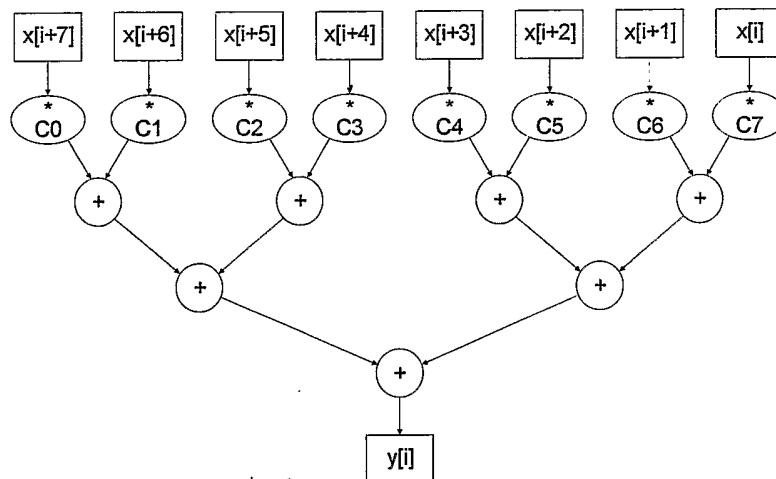 x[i+7] x[i+6] x[i+5] x[i+4] x[i+3] x[i+2] x[i+1] x[i]
* * * * * * * *
C0 C1 C2 C3 C4 C5 C6 C7
+ + + +
+ +
+
y[i]